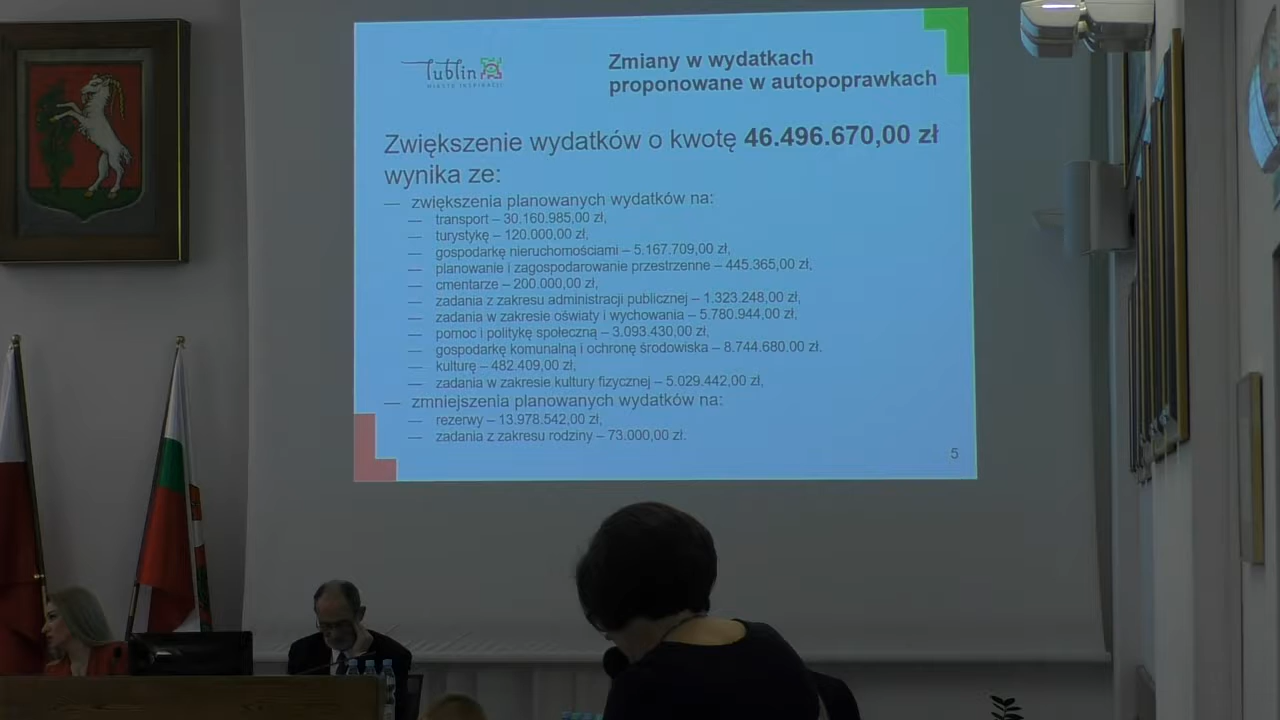 lublin
MIASTO INSPIRACJI
Zmiany w wydatkach
proponowane w autopoprawkach
Zwiększenie wydatków o kwotę 46.496.670,00 zł
wynika ze:
— zwiększenia planowanych wydatków na:
— transport – 30.160.985,00 zł,
— turystykę – 120.000,00 zł,
— gospodarkę nieruchomościami – 5.167.709,00 zł,
— planowanie i zagospodarowanie przestrzenne – 445.365,00 zł,
— cmentarze – 200.000,00 zł,
— zadania z zakresu administracji publicznej – 1.323.248,00 zł,
— zadania w zakresie oświaty i wychowania – 5.780.944,00 zł,
— pomoc i politykę społeczną – 3.093.430,00 zł,
— gospodarkę komunalną i ochronę środowiska – 8.744.680.00 zł.
— kulturę – 482.409,00 zł,
— zadania w zakresie kultury fizycznej – 5.029.442,00 zł,
— zmniejszenia planowanych wydatków na:
— rezerwy – 13.978.542,00 zł,
— zadania z zakresu rodziny – 73.000,00 zł.
5